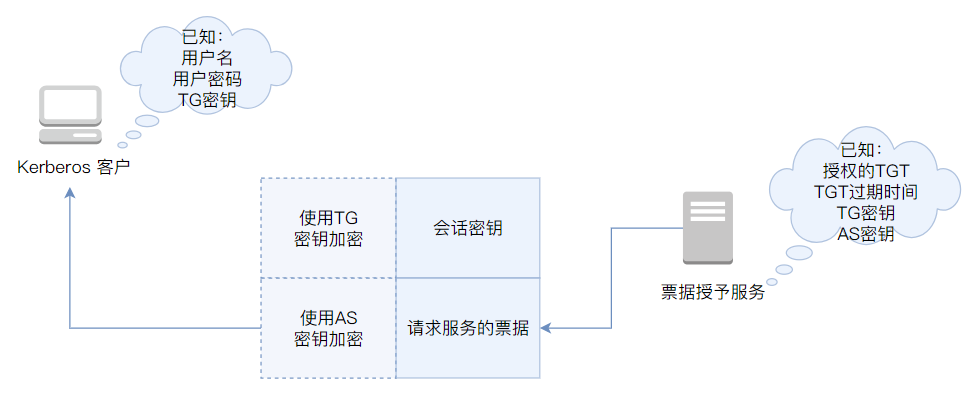 已知：
用户名
用户密码
TG密钥
Kerberos 客户
使用TG
密钥加密
会话密钥
使用AS
密钥加密
请求服务的票据
已知：
授权的TGT
TGT过期时间
TG密钥
AS密钥
票据授予服务